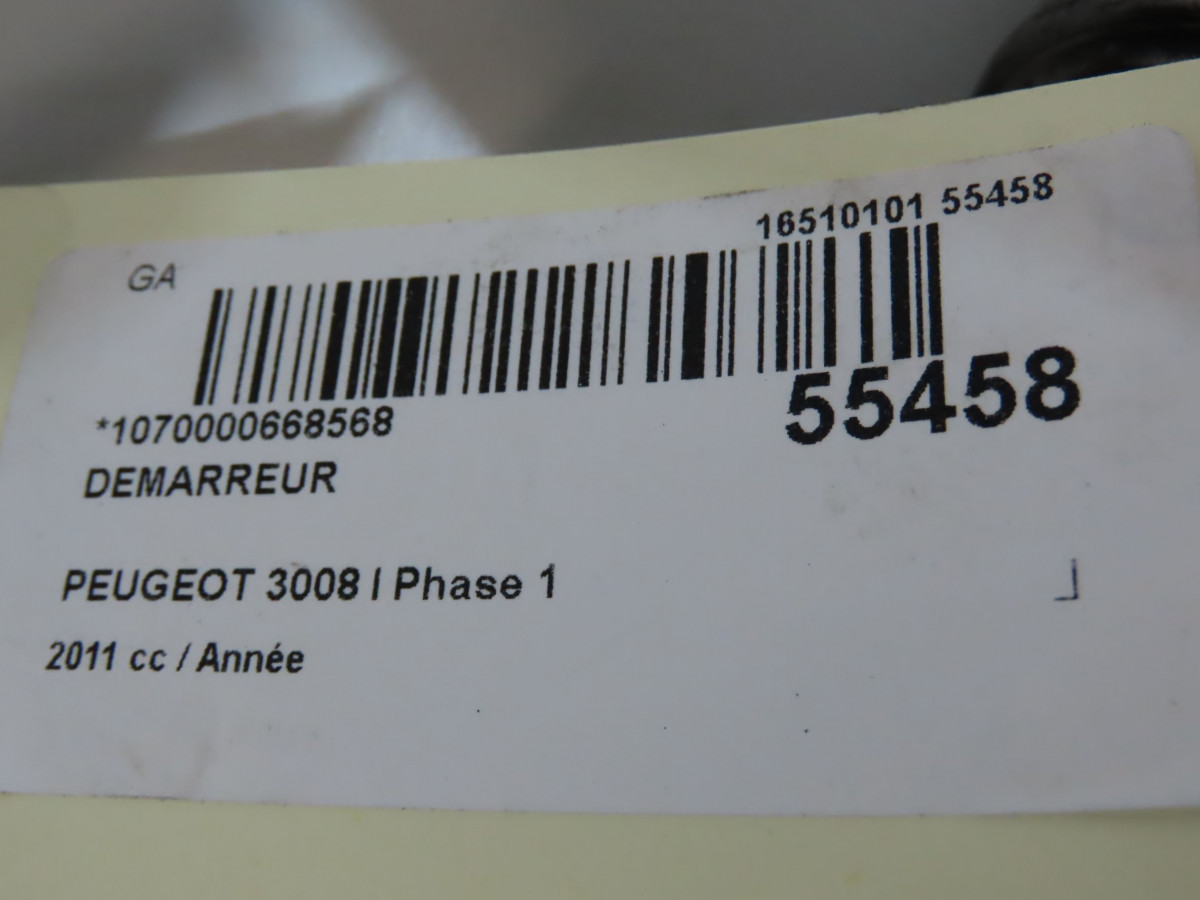 16510101 55458
GA
*1070000668568
55458
DEMARREUR
PEUGEOT 3008 I Phase 1
2011 cc / Année